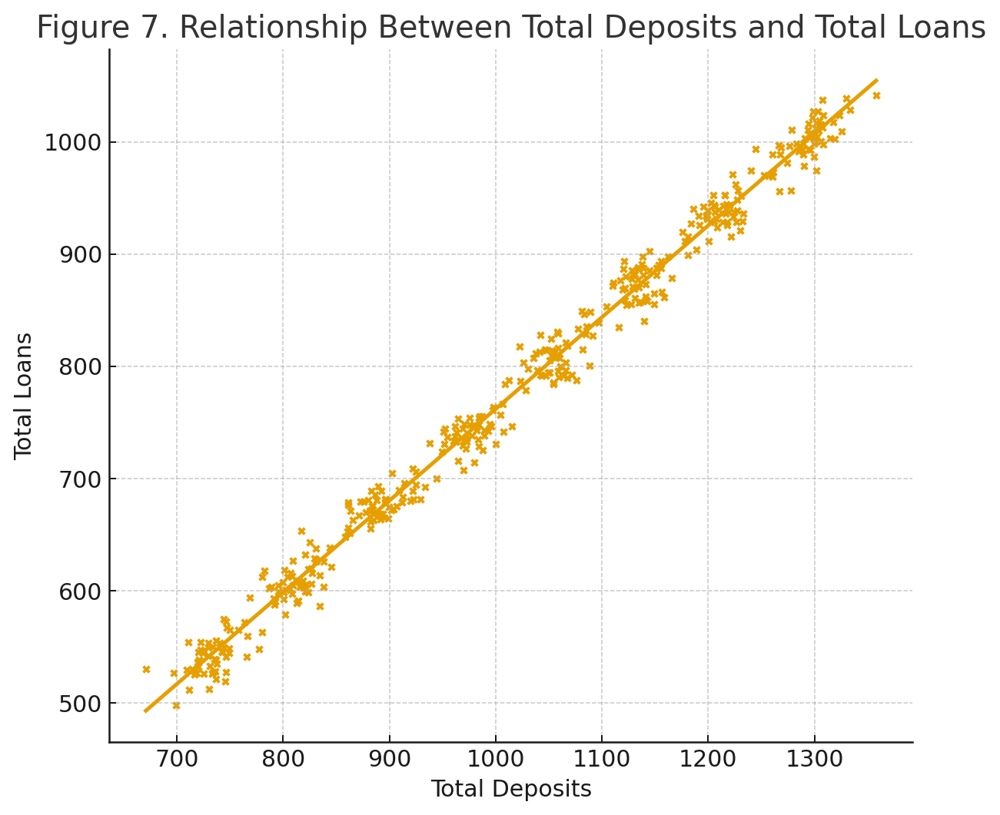 Figure 7. Relationship Between Total Deposits and Total Loans
Total Loans
1000
900
800
700
600
500
700 800 900 1000 1100 1200 1300
Total Deposits